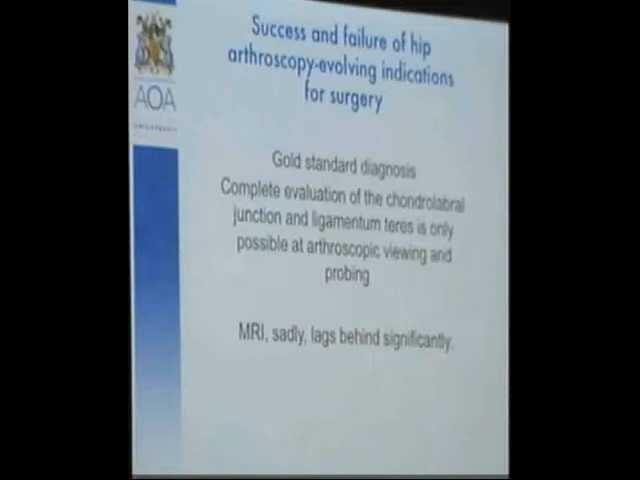 Success and failure of hip
arthroscopy-evolving indications
for surgery
AOA
Gold standard diagnosis
Complete evaluation of the chondrolabral
junction and ligamentum teres is only
possible at arthroscopic viewing and
probing
MRI, sadly, lags behind significantly.